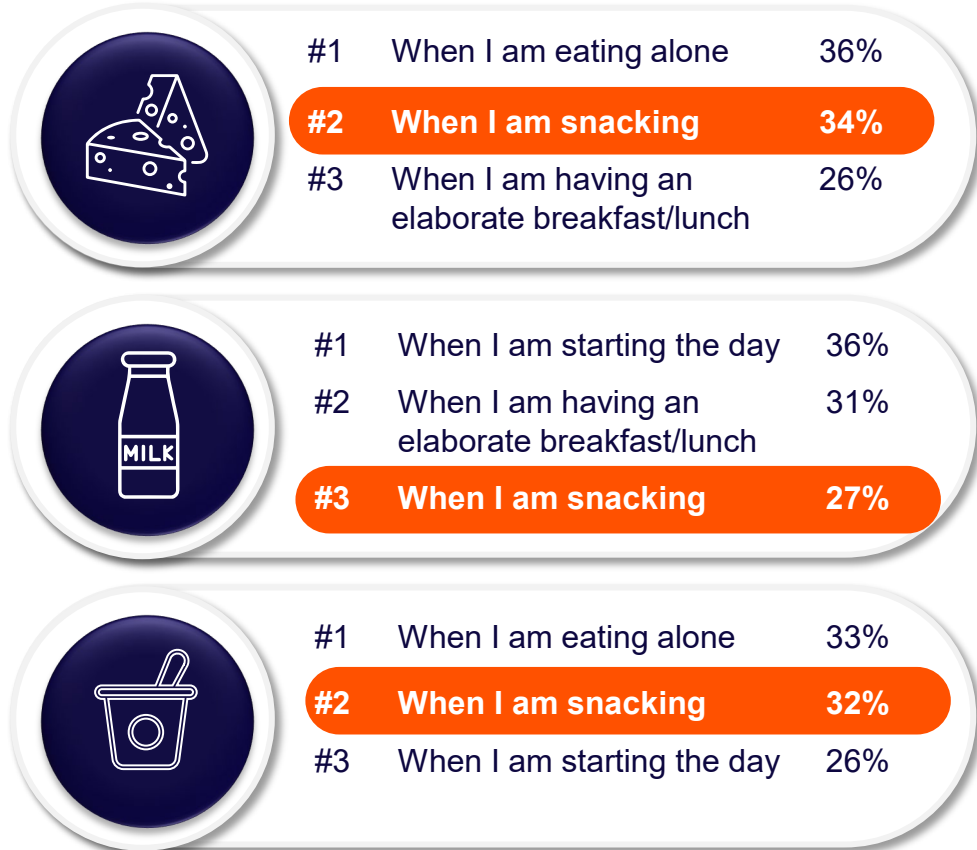 #1 When I am eating alone 36%
#2 When I am snacking 34%
#3 When I am having an 26%
elaborate breakfast/lunch
#1 When I am starting the day 36%
#2 When I am having an 31%
elaborate breakfast/lunch
MILK
#3 When I am snacking 27%
#1 When I am eating alone 33%
#2 When I am snacking 32%
#3 When I am starting the day 26%